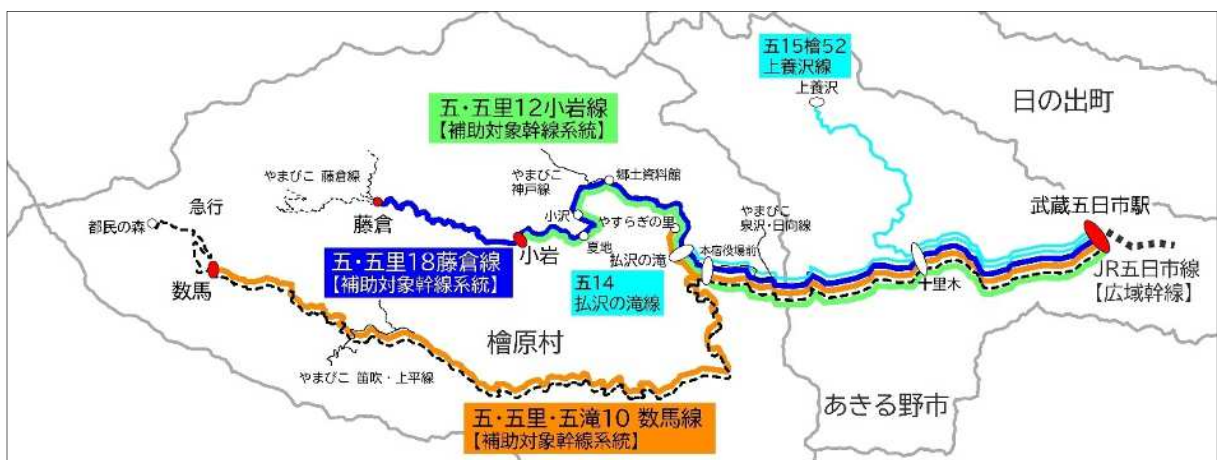 五15檜52
上養沢線
上養沢
日の出町
五・五里12小岩線
【補助対象幹線系統】
やまびこ 藤倉線
やまびこ
神戸線
郷土資料館
急行
都民の森
藤倉
小沢
やすらぎの里
やまびこ
泉沢・日向線
武蔵五日市駅
小岩
夏地
払沢の滝
本宿役場前
数馬
五・五里18藤倉線
【補助対象幹線系統】
五14
払沢の滝線
十里木
JR五日市線
【広域幹線】
檜原村
やまびこ 笛吹・上平線
あきる野市
五・五里・五滝10 数馬線
【補助対象幹線系統】